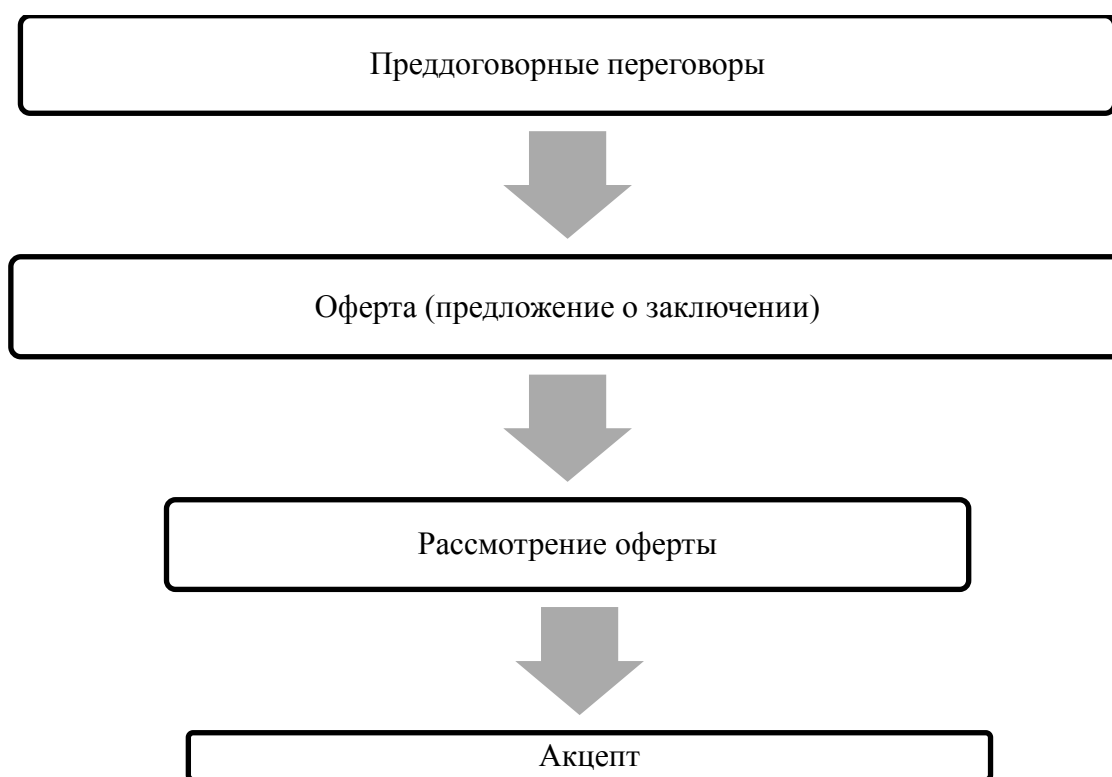 Преддоговорные переговоры
Оферта (предложение о заключении)
Рассмотрение оферты
Акцепт